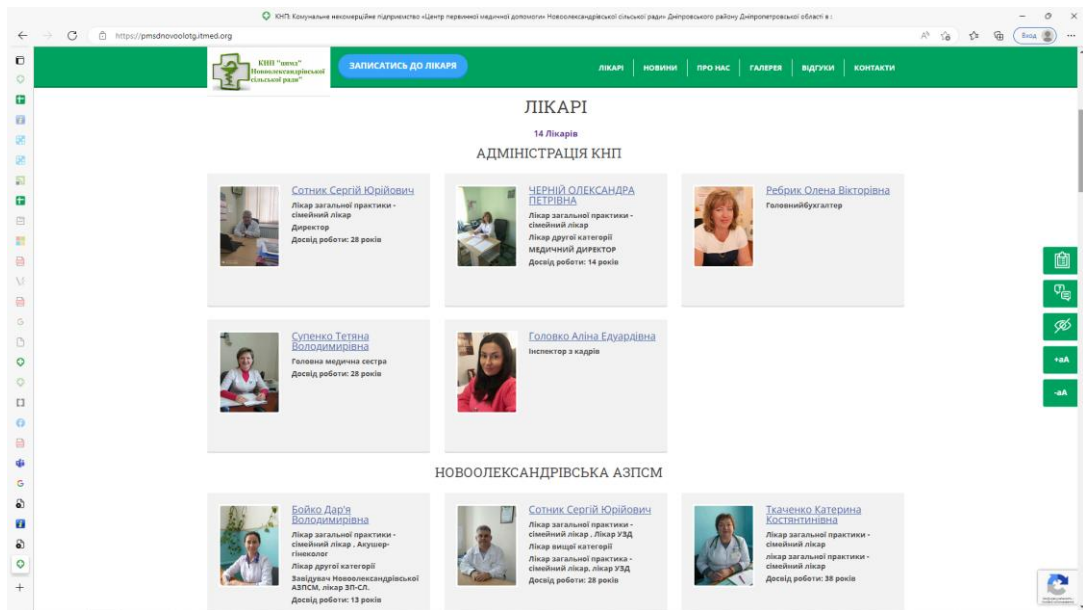 КНП: Комунальне некомерційне підприємство «Центр первинної медичної допомоги» Новоолександрівської сільської ради» Дніпровського району Дніпропетровської області в :
https://pmsdnovoolotg.itmed.org
Вход
КНП "пмсд"
Новоолександрівської
сільської ради"
ЗАПИСАТИСЬ ДО ЛІКАРЯ
ЛІКАРІ
НОВИНИ
ПРО НАС
ГАЛЕРЕЯ
ВІДГУКИ
КОНТАКТИ
ЛІКАРІ
14 Лікарів
АДМІНІСТРАЦІЯ КНП
Сотник Сергій Юрійович
Лікар загальної практики -
сімейний лікар
Директор
Досвід роботи: 28 років
ЧЕРНІЙ ОЛЕКСАНДРА
ПЕТРІВНА
Лікар загальної практики -
сімейний лікар
Лікар другої категорії
МЕДИЧНИЙ ДИРЕКТОР
Досвід роботи: 14 років
Ребрик Олена Вікторівна
Головнийбухгалтер
Супенко Тетяна
Володимирівна
Головна медична сестра
Досвід роботи: 28 років
Головко Аліна Едуардівна
Інспектор з кадрів
+аА
-аА
НОВООЛЕКСАНДРІВСЬКА АЗПСМ
Бойко Дар'я
Володимирівна
Лікар загальної практики -
сімейний лікар , Акушер-
гінеколог
Лікар другої категорії
Завідувач Новоолександрівської
АЗПСМ, лікар ЗП-СЛ.
Досвід роботи: 13 років
Сотник Сергій Юрійович
Лікар загальної практики -
сімейний лікар , Лікар УЗД
Лікар вищої категорії
Лікар загальної практика -
сімейний лікар, лікар УЗД
Досвід роботи: 28 років
Ткаченко Катерина
Костянтинівна
Лікар загальної практики -
сімейний лікар
лікар загальної практики -
сімейний лікар
Досвід роботи: 38 років